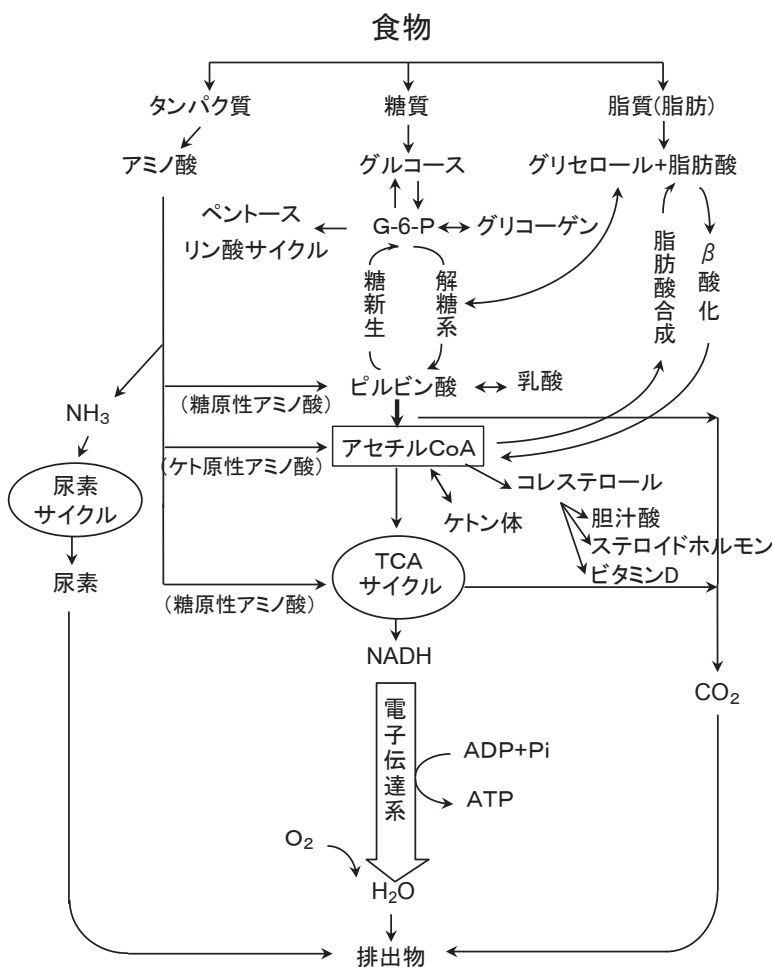 食物
タンパク質
糖質
脂質(脂肪)
アミノ酸
グルコース
グリセロール+脂肪酸
ペントース
リン酸サイクル
G-6-P
グリコーゲン
糖新生
解糖系
脂肪酸合成
β酸化
ピルビン酸
乳酸
(糖原性アミノ酸)
NH₃
アセチルCoA
(ケト原性アミノ酸)
尿素
サイクル
コレステロール
ケトン体
胆汁酸
ステロイドホルモン
ビタミンD
尿素
TCA
サイクル
(糖原性アミノ酸)
NADH
CO₂
電子伝達系
ADP+Pi
ATP
O₂
H₂O
排出物